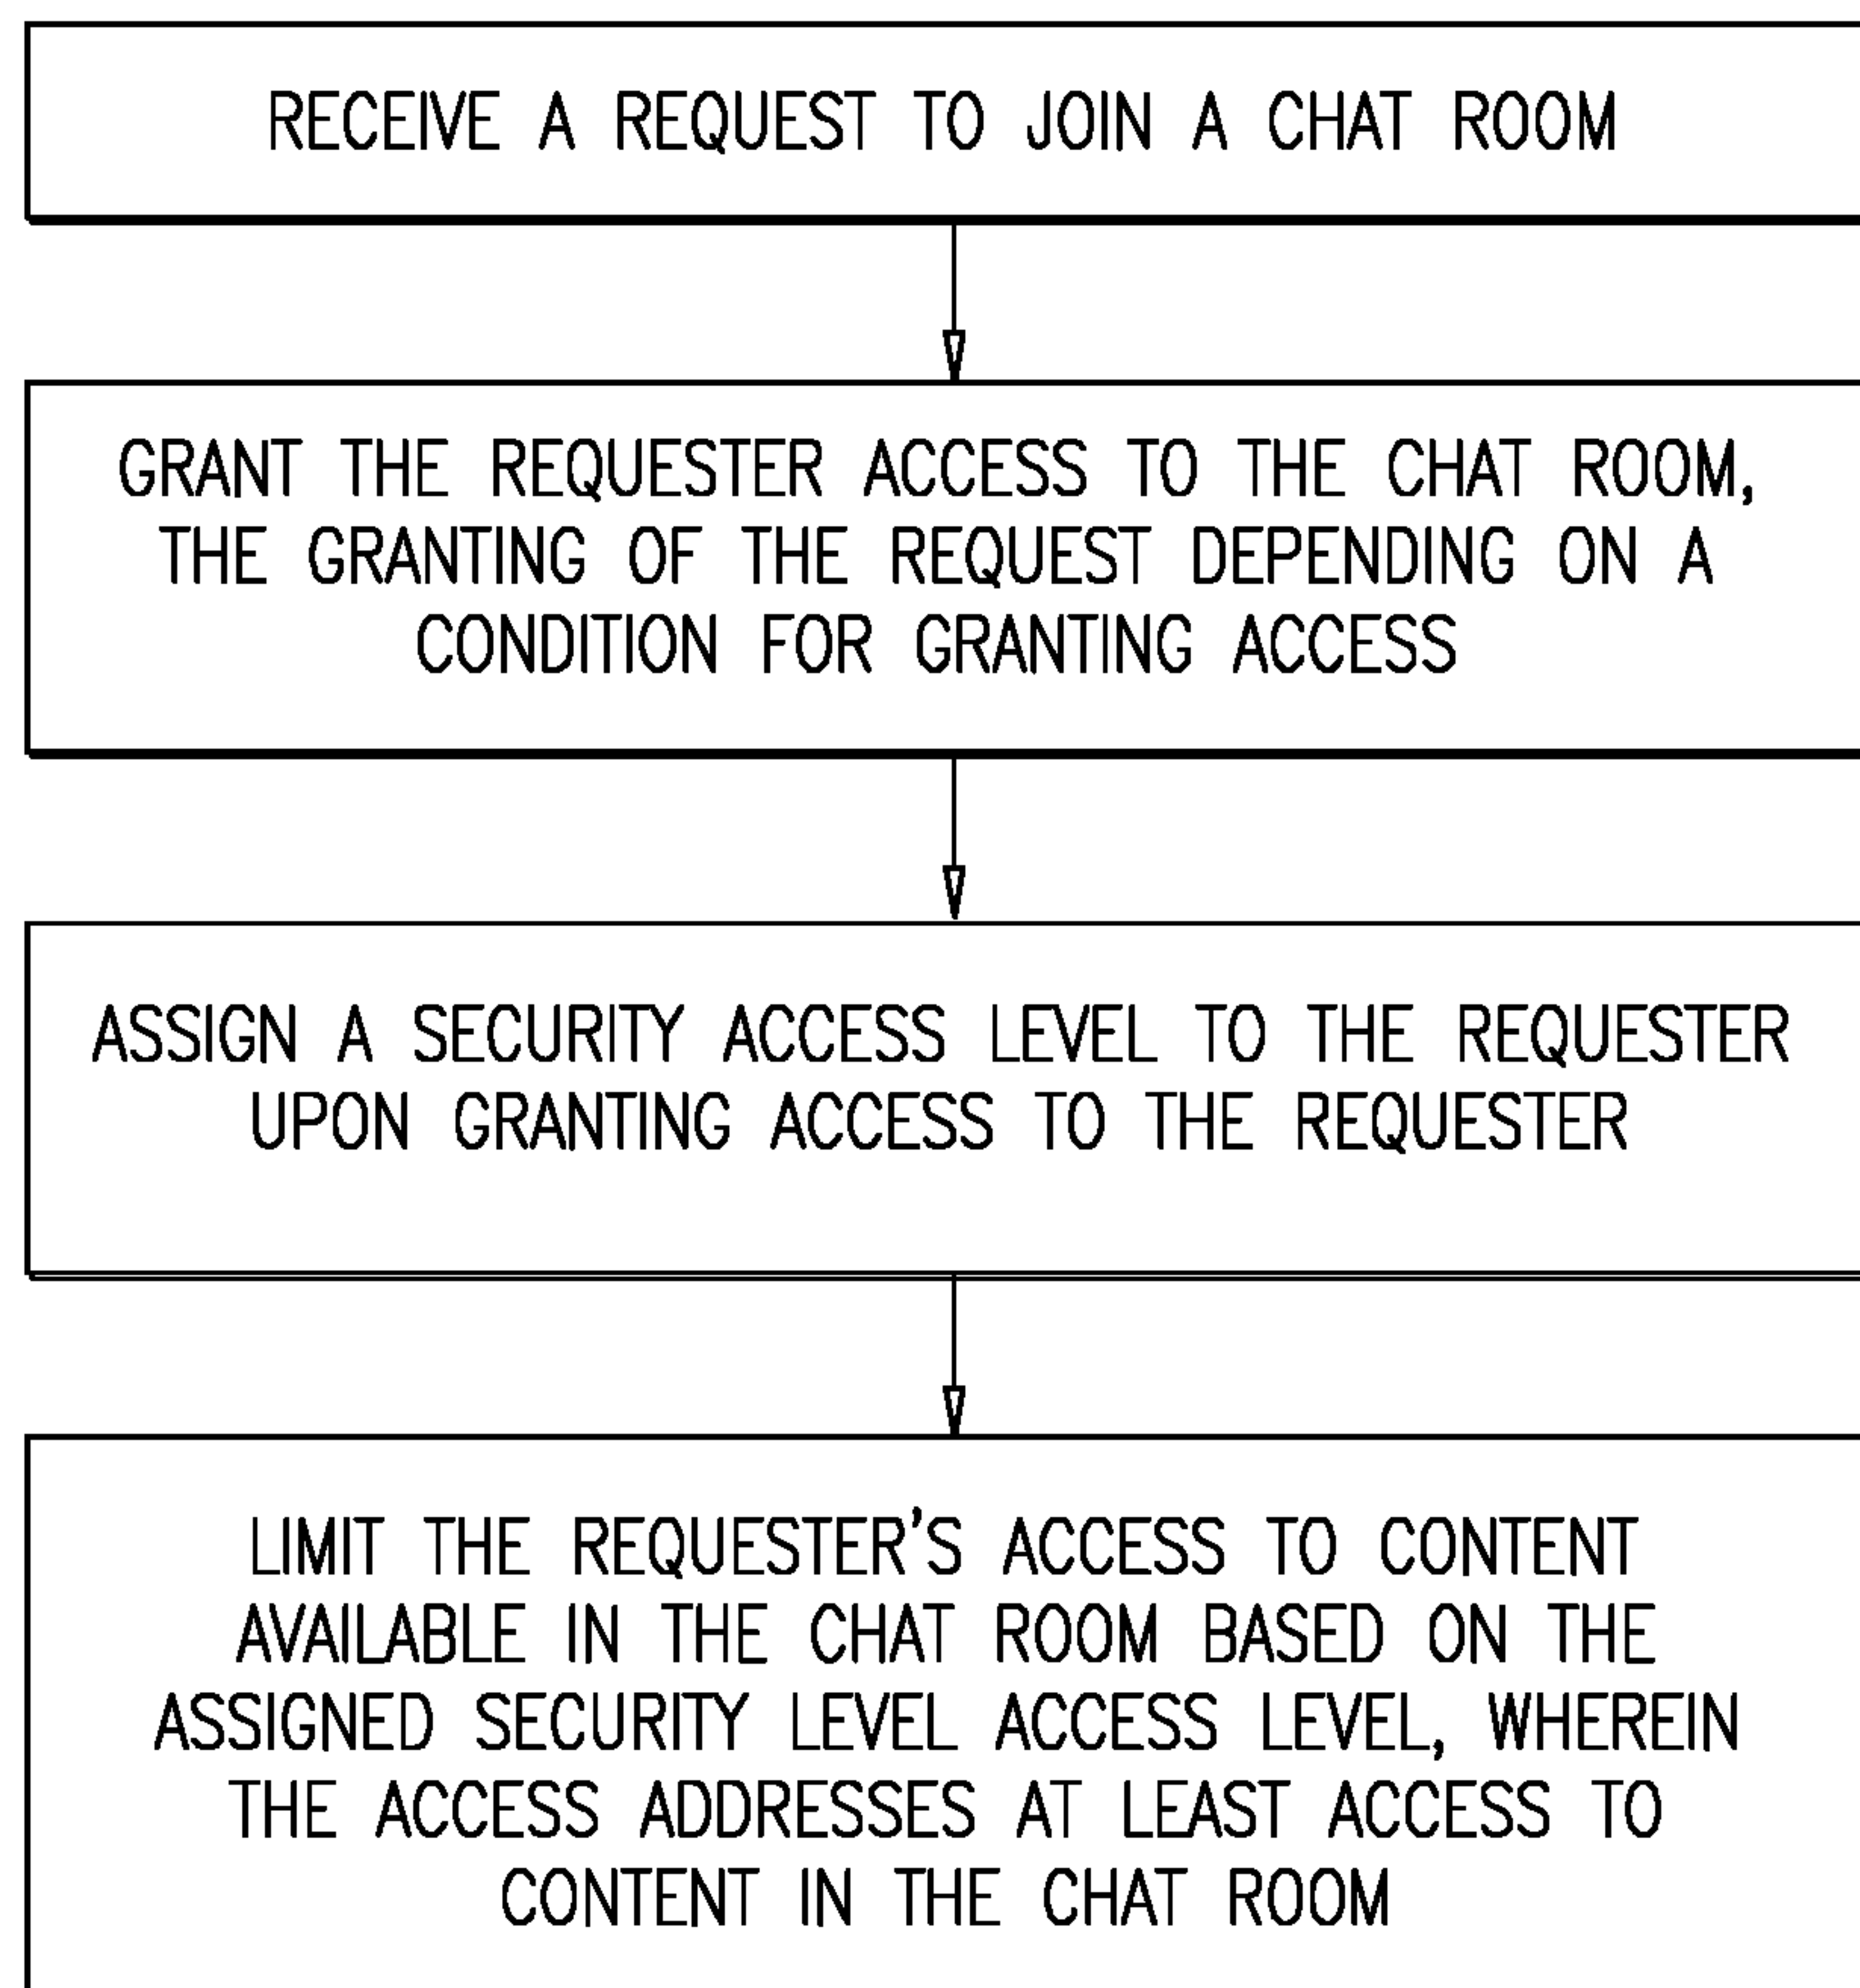 RECEIVE A REQUEST TO JOIN A CHAT ROOM
GRANT THE REQUESTER ACCESS TO THE CHAT ROOM,
THE GRANTING OF THE REQUEST DEPENDING ON A
CONDITION FOR GRANTING ACCESS
ASSIGN A SECURITY ACCESS LEVEL TO THE REQUESTER
UPON GRANTING ACCESS TO THE REQUESTER
LIMIT THE REQUESTER'S ACCESS TO CONTENT
AVAILABLE IN THE CHAT ROOM BASED ON THE
ASSIGNED SECURITY LEVEL ACCESS LEVEL, WHEREIN
THE ACCESS ADDRESSES AT LEAST ACCESS TO
CONTENT IN THE CHAT ROOM